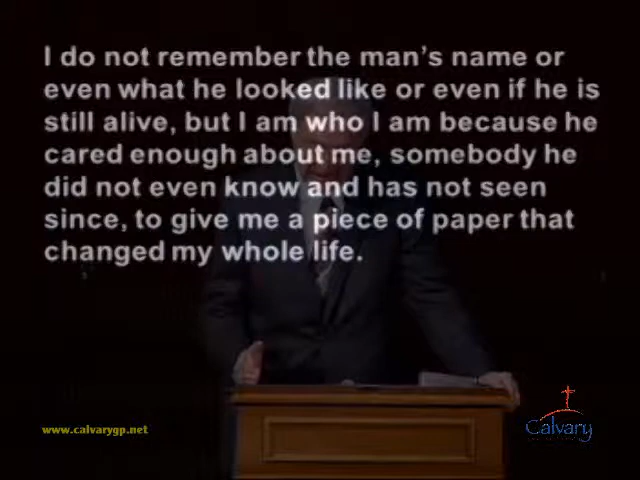 I do not remember the man's name or
even what he looked like or even if he is
still alive, but I am who I am because he
cared enough about me, somebody he
did not even know and has not seen
since, to give me a piece of paper that
changed my whole life.
www.calvarygp.net
Calvary